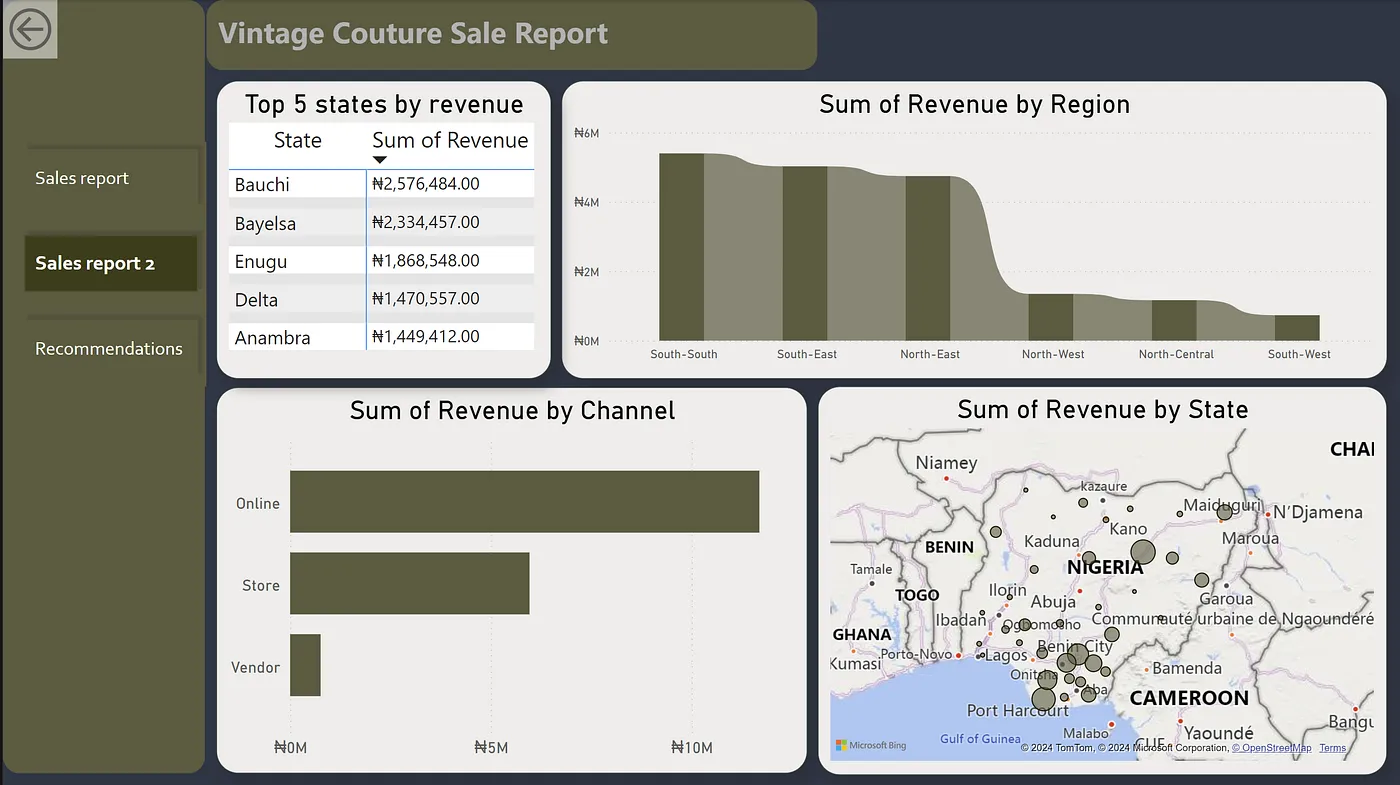 Vintage Couture Sale Report
Sales report
Sales report 2
Recommendations
Top 5 states by revenue
State Sum of Revenue
Bauchi ₦2,576,484.00
Bayelsa ₦2,334,457.00
Enugu ₦1,868,548.00
Delta ₦1,470,557.00
Anambra ₦1,449,412.00
Sum of Revenue by Region
₦6M
₦4M
₦2M
₦0M
South-South South-East North-East North-West North-Central South-West
Sum of Revenue by Channel
Online
Store
Vendor
₦0M ₦5M ₦10M
Sum of Revenue by State
CHAI
Niamey
kazaure
Maiduguri
N'Djamena
Kano
Kaduna
Maroua
BENIN
Tamale
NIGERIA
TOGO
Ilorin
Abuja
Garoua
Ibadan
Ogbomosho
Communauté urbaine de Ngaoundéré
GHANA
Benin City
Kumasi
Porto-Novo
Lagos
Onitsha
Bamenda
Aba
CAMEROON
Port Harcourt
Bangu
Malabo
Yaoundé
Gulf of Guinea
Microsoft Bing
© 2024 TomTom, © 2024 Microsoft Corporation, © OpenStreetMap Terms